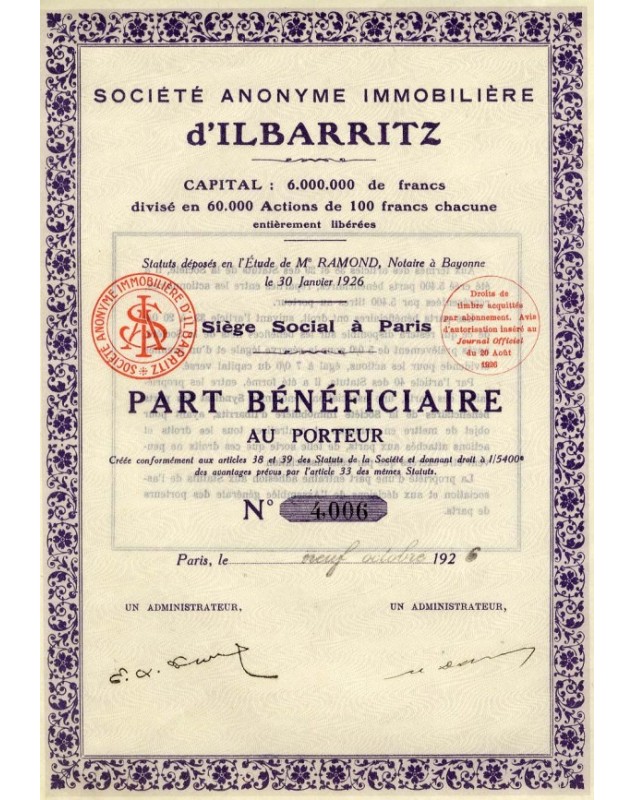 SOCIÉTÉ ANONYME IMMOBILIÈRE
d'ILBARRITZ
CAPITAL : 6.000.000 de francs
divisé en 60.000 Actions de 100 francs chacune
entièrement libérées
Statuts déposés en l'Étude de Me RAMOND, Notaire à Bayonne
le 30 Janvier 1926
SOCIÉTÉ ANONYME IMMOBILIÈRE D'ILBARRITZ
SAI
Droits de
timbre acquittés
par abonnement. Avis
d'autorisation inséré au
Journal Officiel
du 20 Août
1926
Siège Social à Paris
PART BÉNÉFICIAIRE
AU PORTEUR
Créée conformément aux articles 38 et 39 des Statuts de la Société et donnant droit à 1/5400e
des avantages prévus par l'article 33 des mêmes Statuts.
N° 4.006
Paris, le neuf octobre 1926
UN ADMINISTRATEUR, UN ADMINISTRATEUR,